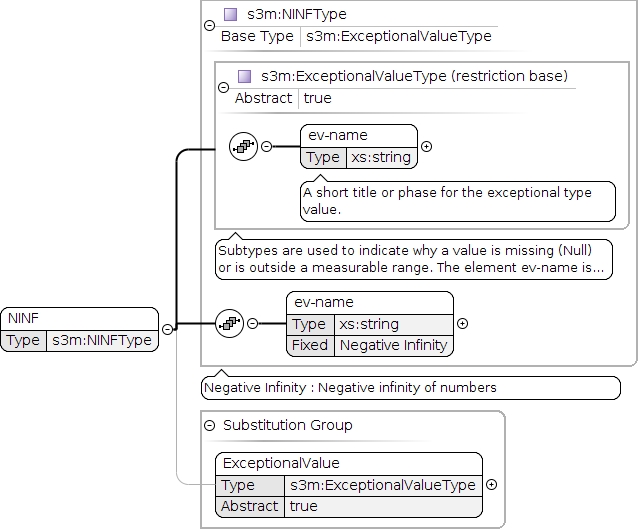 s3m:NINFType
Base Type s3m:ExceptionalValueType
s3m:ExceptionalValueType (restriction base)
Abstract true
ev-name
Type xs:string
A short title or phase for the exceptional type
value.
Subtypes are used to indicate why a value is missing (Null)
or is outside a measurable range. The element ev-name is...
NINF
Type s3m:NINFType
ev-name
Type xs:string
Fixed Negative Infinity
Negative Infinity : Negative infinity of numbers
Substitution Group
ExceptionalValue
Type s3m:ExceptionalValueType
Abstract true